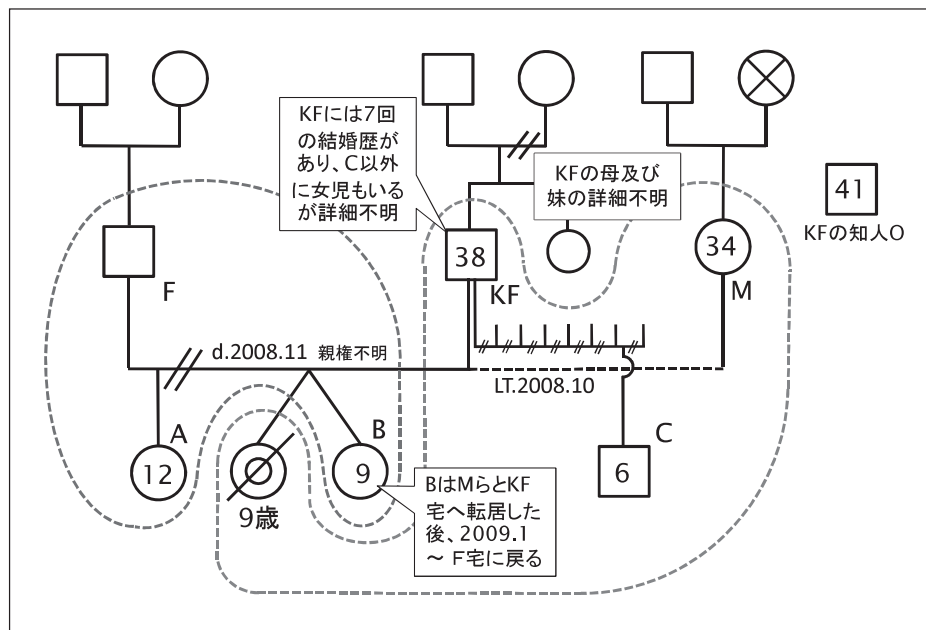 KFには7回
の結婚歴が
あり、C以外
に女児もいる
が詳細不明
KFの母及び
妹の詳細不明
41
KFの知人O
38
34
F
KF
M
d.2008.11 親権不明
LT.2008.10
A
B
C
12
9
6
9歳
BはMらとKF
宅へ転居した
後、2009.1
～ F宅に戻る